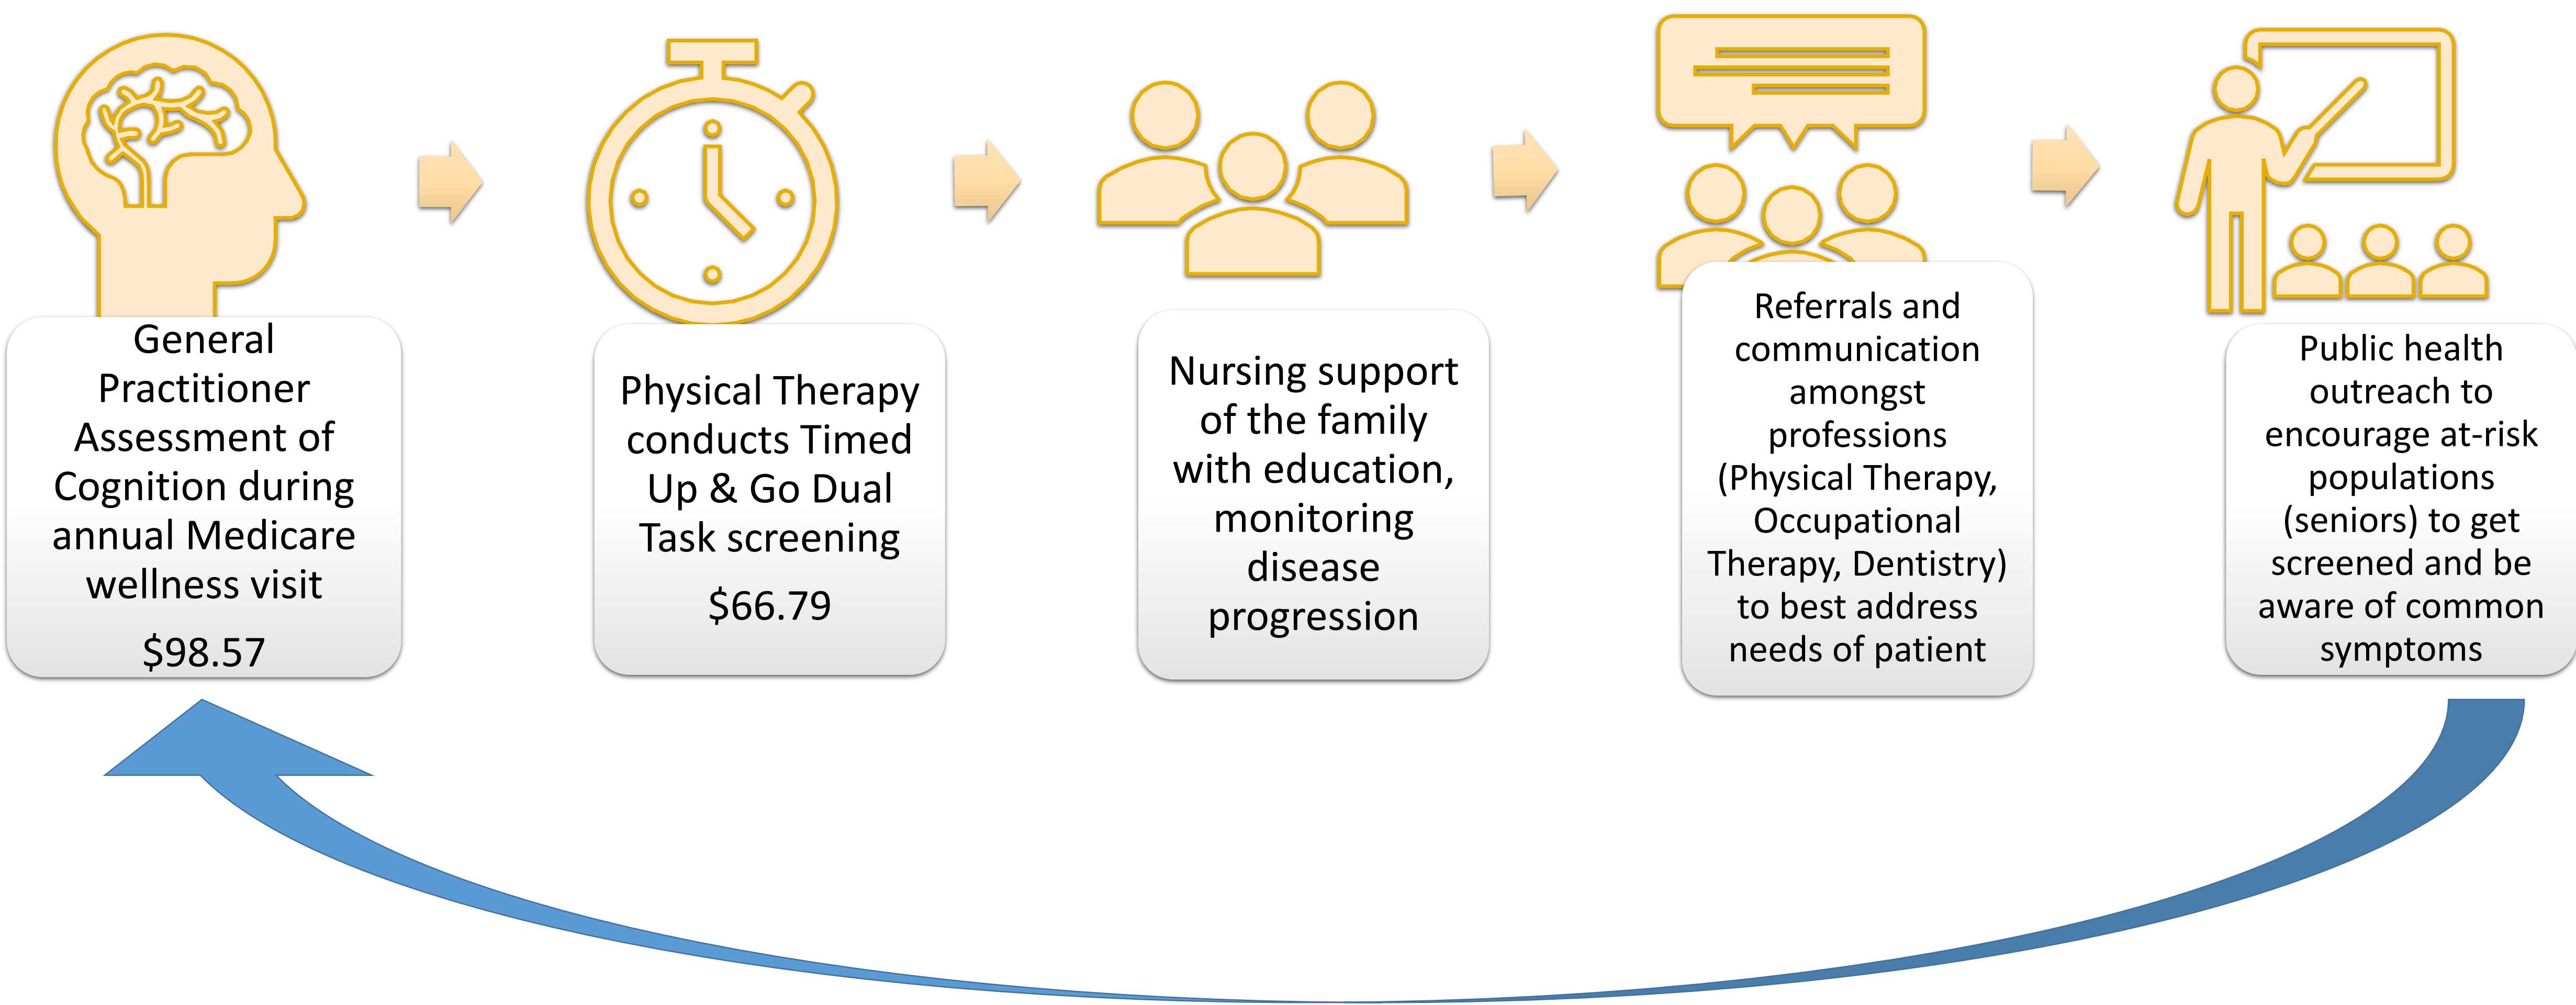 General
Practitioner
Assessment of
Cognition during
annual Medicare
wellness visit
$98.57
Physical Therapy
conducts Timed
Up & Go Dual
Task screening
$66.79
Nursing support
of the family
with education,
monitoring
disease
progression
Referrals and
communication
amongst
professions
(Physical Therapy,
Occupational
Therapy, Dentistry)
to best address
needs of patient
Public health
outreach to
encourage at-risk
populations
(seniors) to get
screened and be
aware of common
symptoms